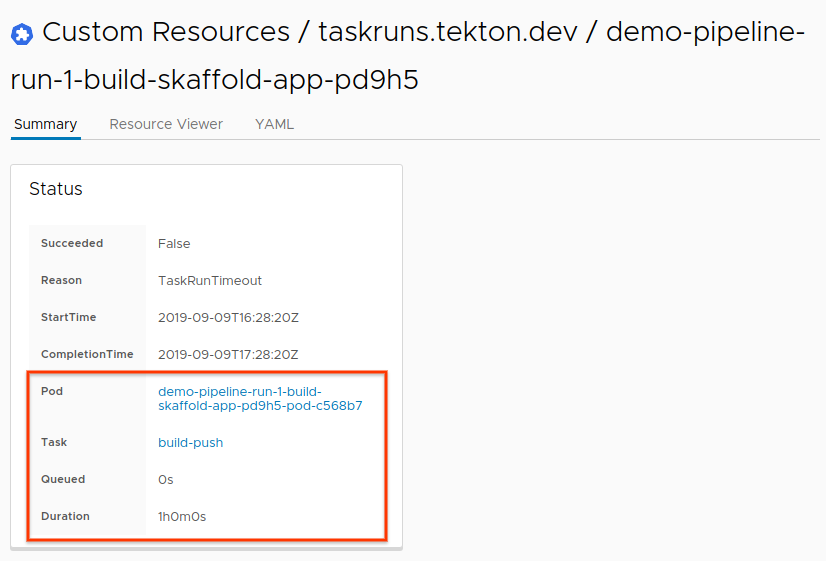 Custom Resources / taskruns.tekton.dev / demo-pipeline-
run-1-build-skaffold-app-pd9h5
Summary Resource Viewer YAML
Status
Succeeded False
Reason TaskRunTimeout
StartTime 2019-09-09T16:28:20Z
CompletionTime 2019-09-09T17:28:20Z
Pod demo-pipeline-run-1-build-
skaffold-app-pd9h5-pod-c568b7
Task build-push
Queued 0s
Duration 1h0m0s